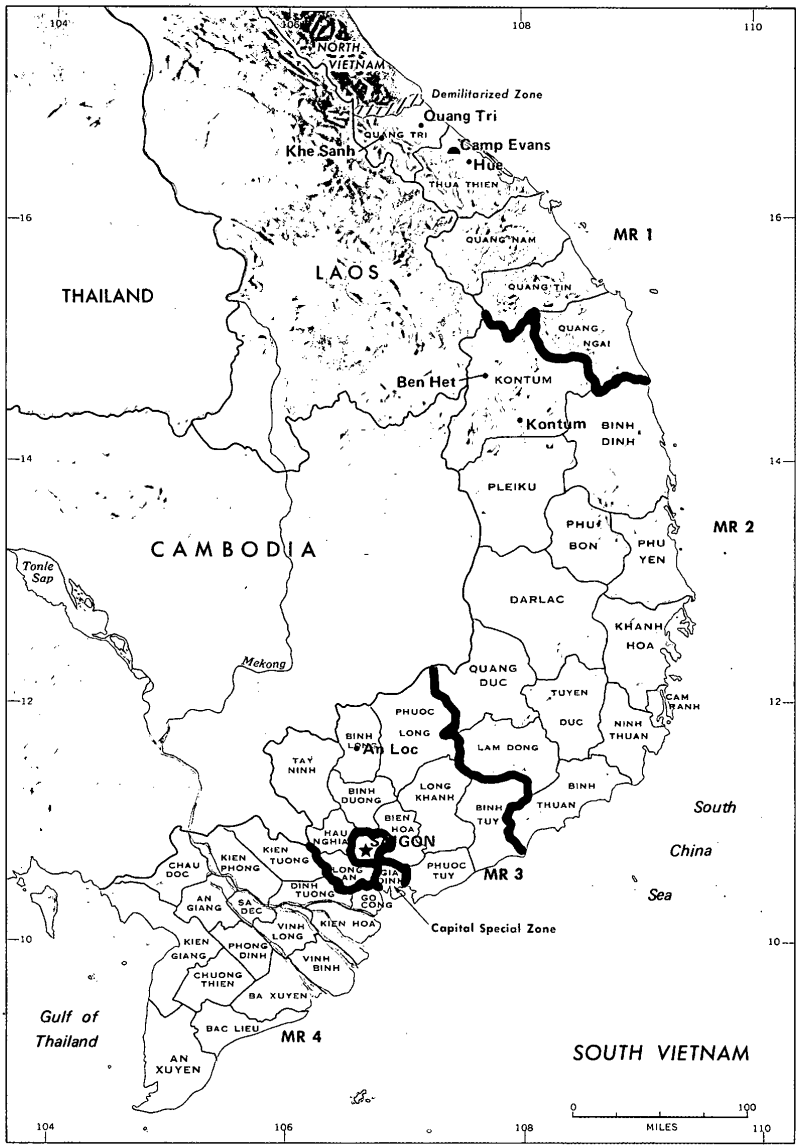 104
106
108
110
NORTH
VIETNAM
Demilitarized Zone
Quang Tri
QUANG TRI
Khe Sanh
Camp Evans
Hue
THUA THIEN
16
16
QUANG NAM
MR 1
LAOS
THAILAND
QUANG TIN
QUANG
NGAI
Ben Het
KONTUM
Kontum
BINH
DINH
14
14
PLEIKU
PHU
BON
MR 2
PHU
YEN
CAMBODIA
Tonle
Sap
DARLAC
KHANH
HOA
Mekong
QUANG
DUC
12
12
TUYEN
DUC
CAM
RANH
NINH
THUAN
PHUOC
LONG
BINH
LONG
An Loc
LAM DONG
TAY
NINH
BINH
DUONG
LONG
KHANH
BINH
TUY
BINH
THUAN
South
China
Sea
BIEN
HOA
HAU
NGHIA
SAIGON
KIEN
TUONG
KIEN
PHONG
CHAU
DOC
LONG
AN
GIA
DINH
PHUOC
TUY
MR 3
DINH
TUONG
GO
CONG
AN
GIANG
SA
DEC
VINH
LONG
KIEN HOA
Capital Special Zone
10
10
KIEN
GIANG
PHONG
DINH
VINH
BINH
CHUONG
THIEN
BA XUYEN
Gulf of
Thailand
BAC LIEU
MR 4
AN
XUYEN
SOUTH VIETNAM
0
100
MILES
104
106
108
110